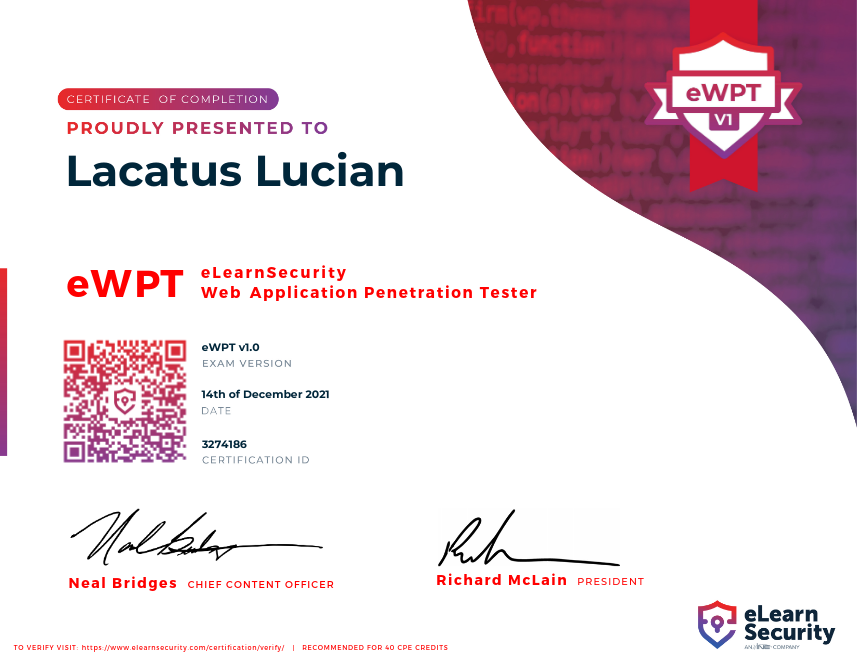 eWPT
V1
CERTIFICATE OF COMPLETION
PROUDLY PRESENTED TO
Lacatus Lucian
eWPT
eLearnSecurity
Web Application Penetration Tester
eWPT v1.0
EXAM VERSION
14th of December 2021
DATE
3274186
CERTIFICATION ID
Neal Bridges CHIEF CONTENT OFFICER
Richard McLain PRESIDENT
eLearn
Security
AN INE COMPANY
TO VERIFY VISIT: https://www.elearnsecurity.com/certification/verify/ | RECOMMENDED FOR 40 CPE CREDITS